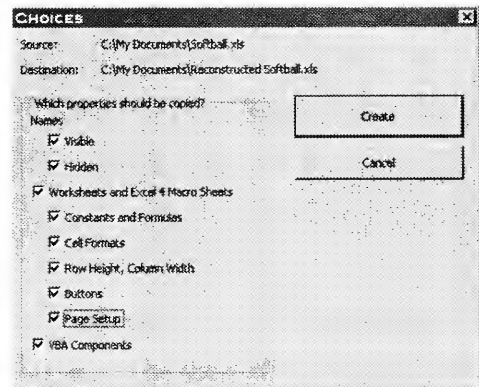 CHOICES
Source: C:\My Documents\Softball.xls
Destination: C:\My Documents\Reconstructed Softball.xls
Which properties should be copied?
Names
Visible
Hidden
Worksheets and Excel 4 Macro Sheets
Constants and Formulas
Cell Formats
Row Height, Column Width
Buttons
Page Setup
VBA Components
Create
Cancel